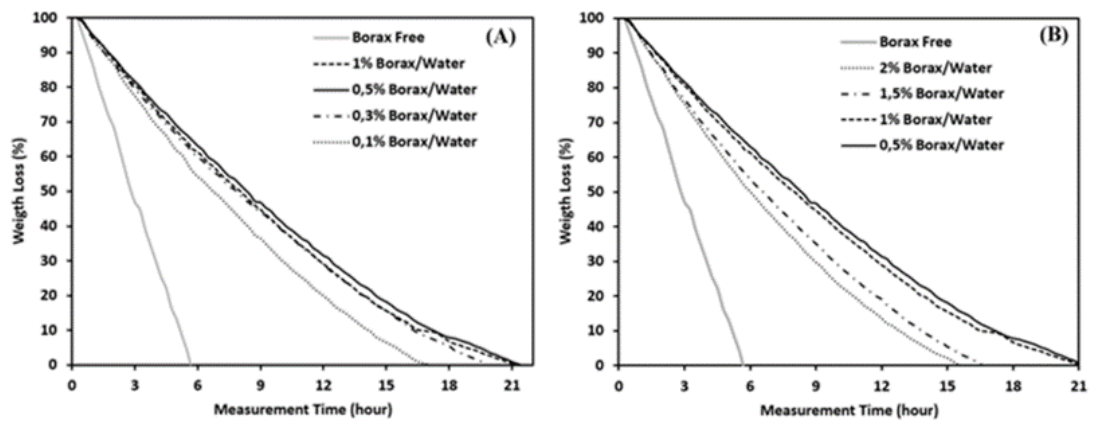 (A)
Weigth Loss (%)
100
90
80
70
60
50
40
30
20
10
0
Borax Free
1% Borax/Water
0,5% Borax/Water
0,3% Borax/Water
0,1% Borax/Water
0 3 6 9 12 15 18 21
Measurement Time (hour)
(B)
Weigth Loss (%)
100
90
80
70
60
50
40
30
20
10
0
Borax Free
2% Borax/Water
1,5% Borax/Water
1% Borax/Water
0,5% Borax/Water
0 3 6 9 12 15 18 21
Measurement Time (hour)